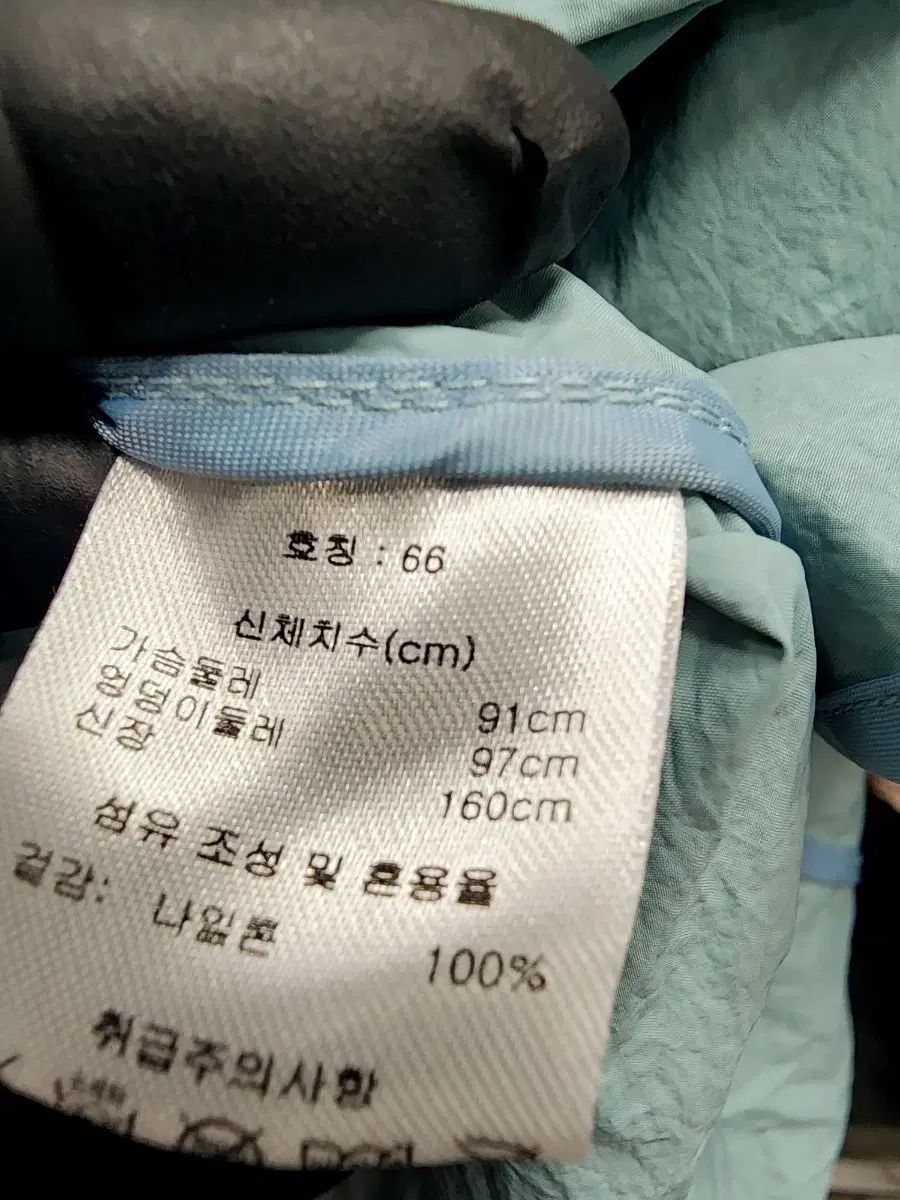 호칭 : 66
신체치수(cm)
가슴둘레 91cm
엉덩이둘레 97cm
신장 160cm
섬유 조성 및 혼용율
겉감: 나일론 100%
취급주의사항